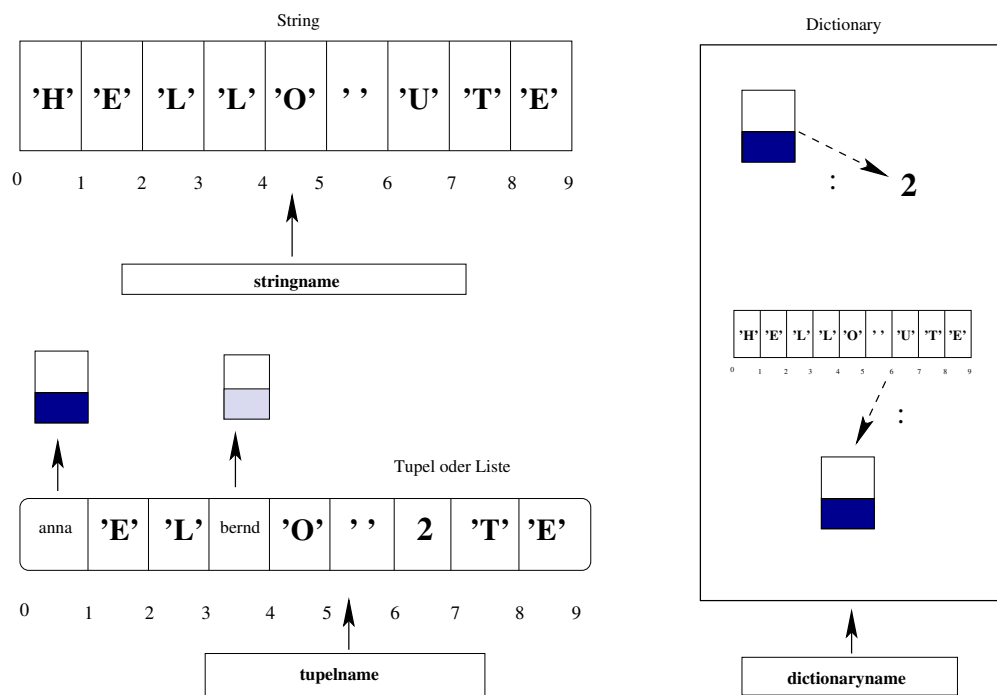 String
’H’ ’E’ ’L’ ’L’ ’O’ ’ ’ ’U’ ’T’ ’E’
0 1 2 3 4 5 6 7 8 9
stringname
Tupel oder Liste
anna ’E’ ’L’ bernd ’O’ ’ ’ 2 ’T’ ’E’
0 1 2 3 4 5 6 7 8 9
tupelname
Dictionary
: 2
’H’ ’E’ ’L’ ’L’ ’O’ ’ ’ ’U’ ’T’ ’E’
0 1 2 3 4 5 6 7 8 9
:
dictionaryname